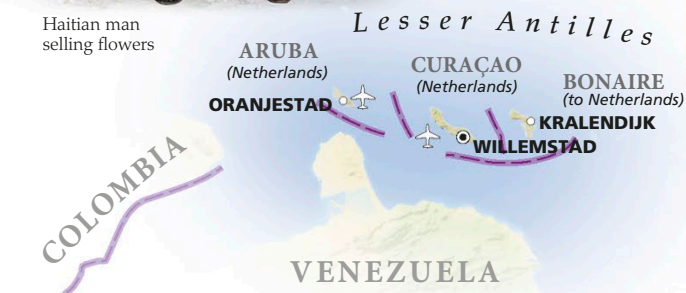 Haitian man
selling flowers
Lesser Antilles
ARUBA
(Netherlands)
CURAÇAO
(Netherlands)
BONAIRE
(to Netherlands)
ORANJESTAD
KRALENDIJK
WILLEMSTAD
COLOMBIA
VENEZUELA